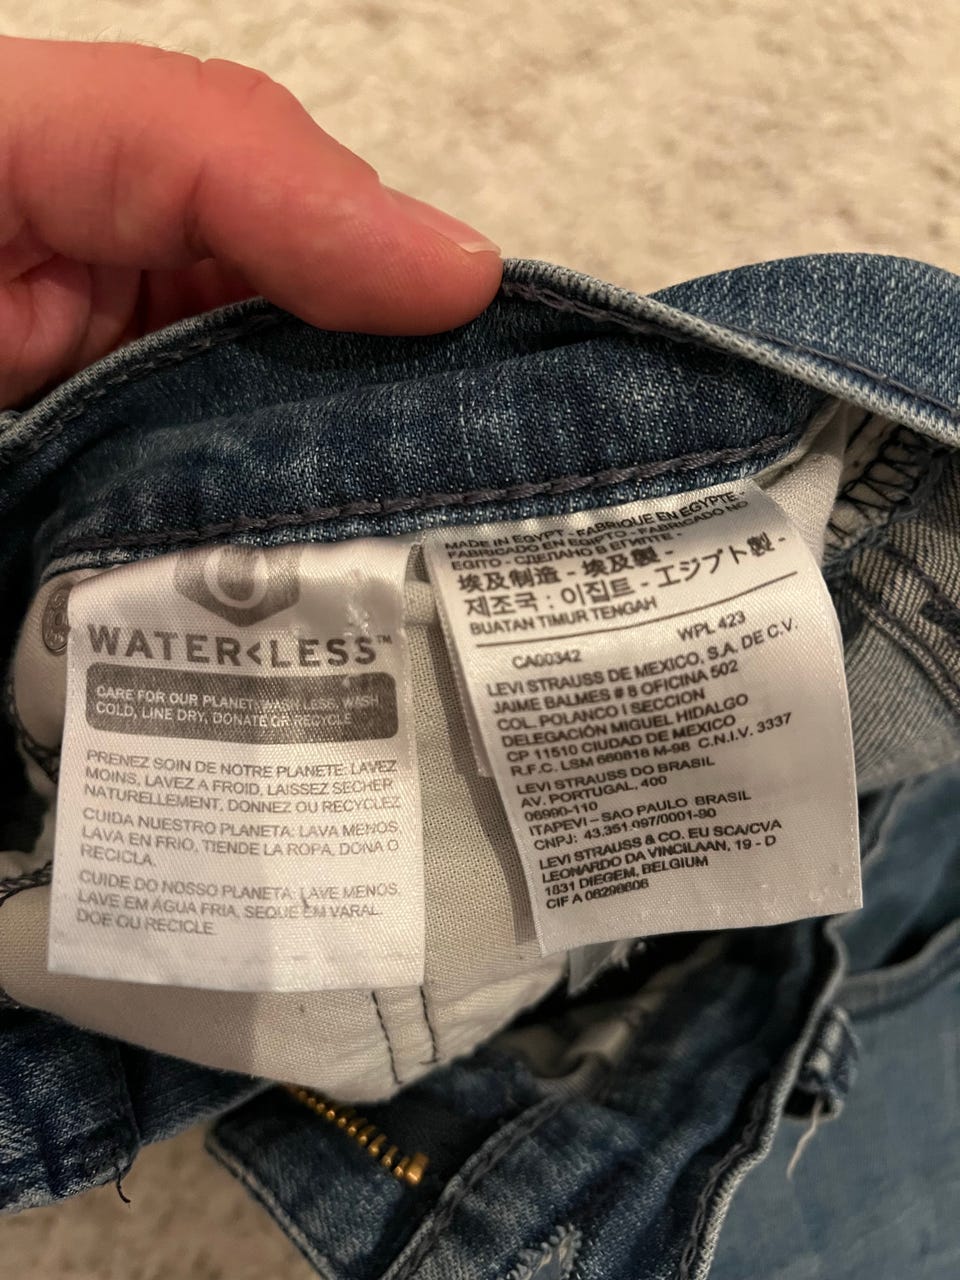 WATER<LESS™
CARE FOR OUR PLANET: WASH LESS, WASH
COLD, LINE DRY, DONATE OR RECYCLE
PRENEZ SOIN DE NOTRE PLANETE: LAVEZ
MOINS, LAVEZ A FROID, LAISSEZ SECHER
NATURELLEMENT, DONNEZ OU RECYCLEZ
CUIDA NUESTRO PLANETA: LAVA MENOS,
LAVA EN FRIO, TIENDE LA ROPA, DONA O
RECICLA.
CUIDE DO NOSSO PLANETA: LAVE MENOS,
LAVE EM ÁGUA FRIA, SEQUE EM VARAL,
DOE OU RECICLE.
MADE IN EGYPT - FABRIQUE EN EGYPTE -
FABRICADO EN EGIPTO - FABRICADO NO
EGITO - СДЕЛАНО В ЕГИПТЕ -
埃及制造 - 埃及製 -
제조국 : 이집트 - エジプト製 -
BUATAN TIMUR TENGAH
CA00342 WPL 423
LEVI STRAUSS DE MEXICO, S.A. DE C.V.
JAIME BALMES # 8 OFICINA 502
COL. POLANCO I SECCION
DELEGACIÓN MIGUEL HIDALGO
CP 11510 CIUDAD DE MEXICO
R.F.C. LSM 660818 M-98 C.N.I.V. 3337
LEVI STRAUSS DO BRASIL
AV. PORTUGAL, 400
06690-110
ITAPEVI – SAO PAULO BRASIL
CNPJ: 43.351.097/0001-90
LEVI STRAUSS & CO. EU SCA/CVA
LEONARDO DA VINCILAAN, 19 - D
1831 DIEGEM, BELGIUM
CIF A 08298806